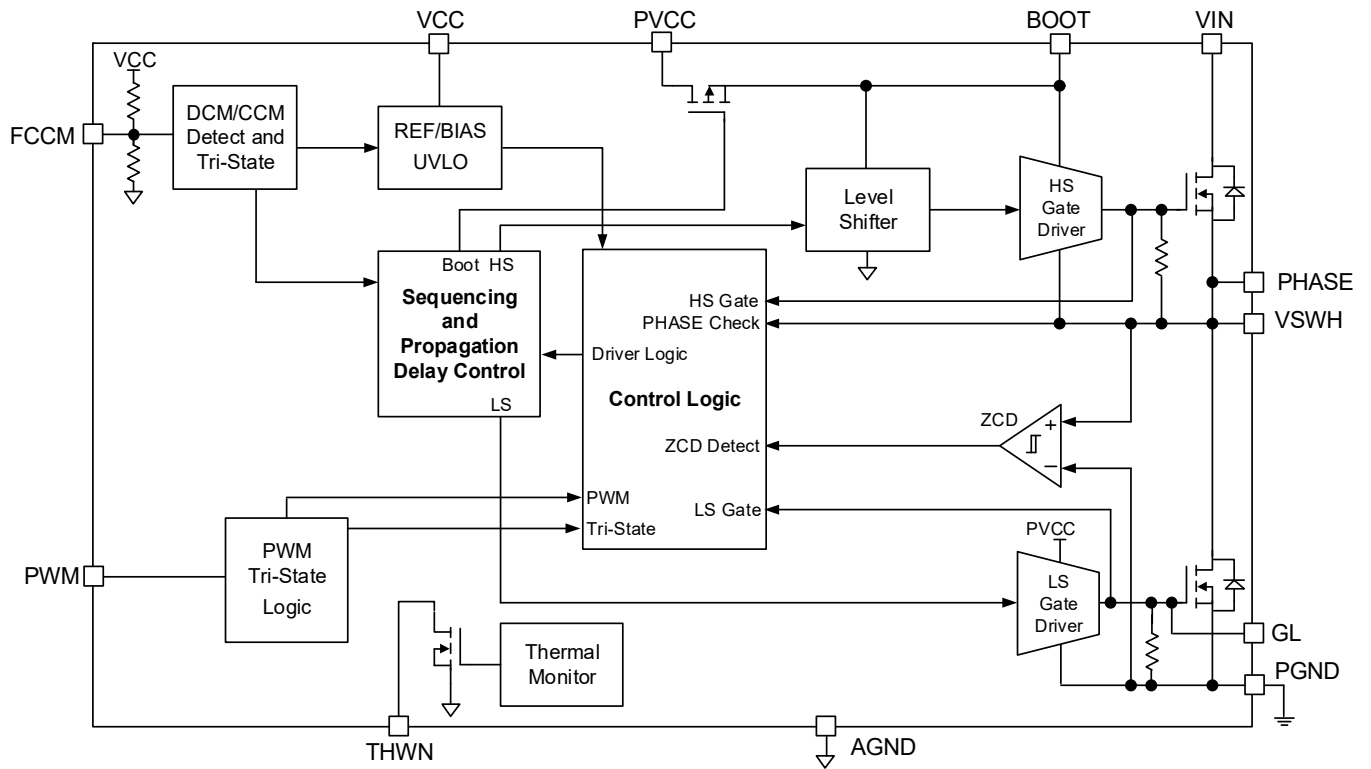 VCC
PVCC
BOOT
VIN
VCC
FCCM
DCM/CCM
Detect and
Tri-State
REF/BIAS
UVLO
Level
Shifter
HS
Gate
Driver
Boot HS
Sequencing
and
Propagation
Delay Control
LS
HS Gate
PHASE Check
Driver Logic
Control Logic
ZCD Detect
LS Gate
PWM
Tri-State
PHASE
VSWH
ZCD
+
−
PVCC
LS
Gate
Driver
PWM
PWM
Tri-State
Logic
Thermal
Monitor
GL
PGND
THWN
AGND